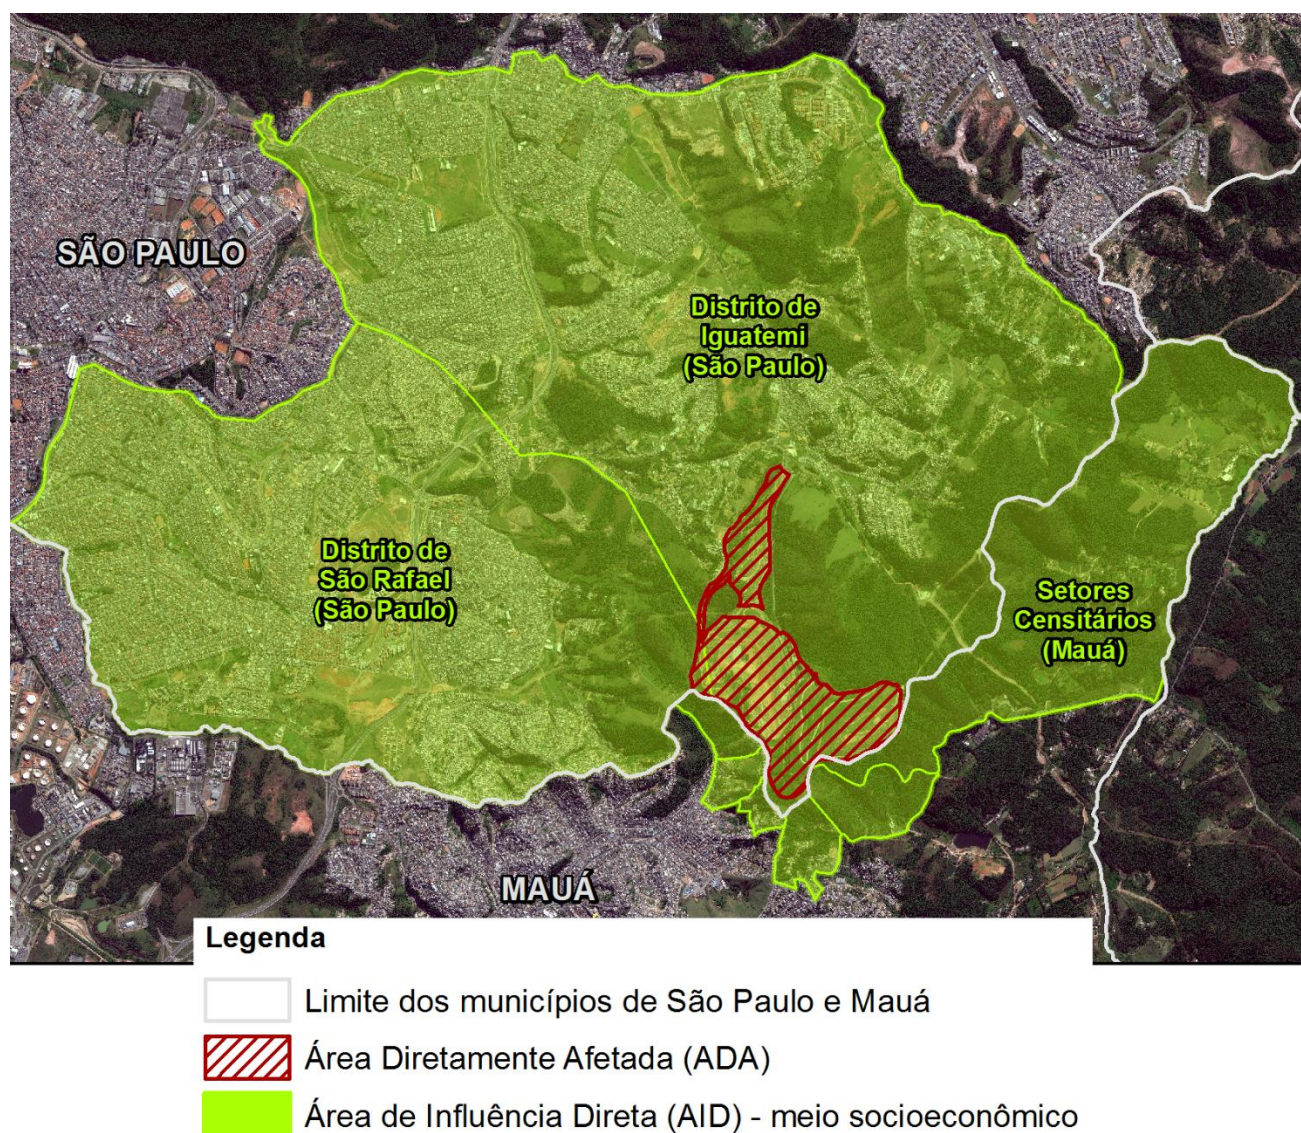 SÃO PAULO
Distrito de
Iguatemi
(São Paulo)
Distrito de
São Rafael
(São Paulo)
Setores
Censitários
(Mauá)
MAUÁ
Legenda
Limite dos municípios de São Paulo e Mauá
Área Diretamente Afetada (ADA)
Área de Influência Direta (AID) - meio socioeconômico